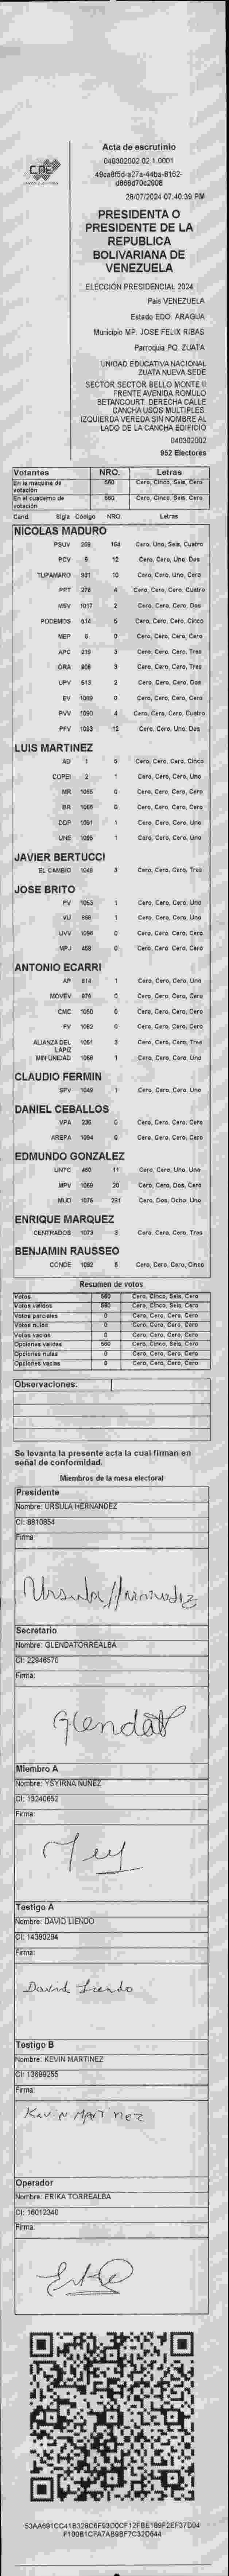 CNE
Acta de escrutinio
040302002.02.1.0001
49ca8f5d-a27a-44ba-8162-
d869d70c2908
28/07/2024 07:40:39 PM
PRESIDENTA O
PRESIDENTE DE LA
REPUBLICA
BOLIVARIANA DE
VENEZUELA
ELECCIÓN PRESIDENCIAL 2024
País VENEZUELA
Estado EDO. ARAGUA
Municipio MP. JOSE FELIX RIBAS
Parroquia PQ. ZUATA
UNIDAD EDUCATIVA NACIONAL
ZUATA NUEVA SEDE
SECTOR SECTOR BELLO MONTE II
FRENTE AVENIDA ROMULO
BETANCOURT. DERECHA CALLE
CANCHA USOS MULTIPLES.
IZQUIERDA VEREDA SIN NOMBRE AL
LADO DE LA CANCHA EDIFICIO
040302002
952 Electores
Votantes NRO. Letras
En la maquina de votación 560 Cero, Cinco, Seis, Cero
En el cuaderno de votación 560 Cero, Cinco, Seis, Cero
Cand. Sigla Código NRO. Letras
NICOLAS MADURO
PSUV 269 164 Cero, Uno, Seis, Cuatro
PCV 6 12 Cero, Cero, Uno, Dos
TUPAMARO 931 10 Cero, Cero, Uno, Cero
PPT 276 4 Cero, Cero, Cero, Cuatro
MSV 1017 2 Cero, Cero, Cero, Dos
PODEMOS 614 5 Cero, Cero, Cero, Cinco
MEP 5 0 Cero, Cero, Cero, Cero
APC 219 3 Cero, Cero, Cero, Tres
ORA 906 3 Cero, Cero, Cero, Tres
UPV 513 2 Cero, Cero, Cero, Dos
EV 1089 0 Cero, Cero, Cero, Cero
PVV 1090 4 Cero, Cero, Cero, Cuatro
PFV 1093 12 Cero, Cero, Uno, Dos
LUIS MARTINEZ
AD 1 5 Cero, Cero, Cero, Cinco
COPEI 2 1 Cero, Cero, Cero, Uno
MR 1066 0 Cero, Cero, Cero, Cero
BR 1065 0 Cero, Cero, Cero, Cero
DDP 1091 1 Cero, Cero, Cero, Uno
UNE 1095 1 Cero, Cero, Cero, Uno
JAVIER BERTUCCI
EL CAMBIO 1048 3 Cero, Cero, Cero, Tres
JOSE BRITO
PV 1053 1 Cero, Cero, Cero, Uno
VU 958 1 Cero, Cero, Cero, Uno
UVV 1096 0 Cero, Cero, Cero, Cero
MPJ 458 0 Cero, Cero, Cero, Cero
ANTONIO ECARRI
AP 814 1 Cero, Cero, Cero, Uno
MOVEV 876 0 Cero, Cero, Cero, Cero
CMC 1050 0 Cero, Cero, Cero, Cero
FV 1082 0 Cero, Cero, Cero, Cero
ALIANZA DEL LAPIZ 1051 3 Cero, Cero, Cero, Tres
MIN UNIDAD 1068 1 Cero, Cero, Cero, Uno
CLAUDIO FERMIN
SPV 1049 1 Cero, Cero, Cero, Uno
DANIEL CEBALLOS
VPA 235 0 Cero, Cero, Cero, Cero
AREPA 1094 0 Cero, Cero, Cero, Cero
EDMUNDO GONZALEZ
UNTC 460 11 Cero, Cero, Uno, Uno
MPV 1069 20 Cero, Cero, Dos, Cero
MUD 1075 281 Cero, Dos, Ocho, Uno
ENRIQUE MARQUEZ
CENTRADOS 1073 3 Cero, Cero, Cero, Tres
BENJAMIN RAUSSEO
CONDE 1092 5 Cero, Cero, Cero, Cinco
Resumen de votos
Votos 560 Cero, Cinco, Seis, Cero
Votos válidos 560 Cero, Cinco, Seis, Cero
Votos parciales 0 Cero, Cero, Cero, Cero
Votos nulos 0 Cero, Cero, Cero, Cero
Votos vacíos 0 Cero, Cero, Cero, Cero
Opciones válidas 560 Cero, Cinco, Seis, Cero
Opciones nulas 0 Cero, Cero, Cero, Cero
Opciones vacías 0 Cero, Cero, Cero, Cero
Observaciones:
Se levanta la presente acta la cual firman en
señal de conformidad.
Miembros de la mesa electoral
Presidente
Nombre: URSULA HERNANDEZ
CI: 8810854
Firma:
Ursula Hernandez
Secretario
Nombre: GLENDATORREALBA
CI: 22946570
Firma:
Glendat
Miembro A
Nombre: YSYIRNA NUNEZ
CI: 13240652
Firma:
Testigo A
Nombre: DAVID LIENDO
CI: 14390294
Firma:
David Liendo
Testigo B
Nombre: KEVIN MARTINEZ
CI: 13699255
Firma:
Kevin Martinez
Operador
Nombre: ERIKA TORREALBA
CI: 16012340
Firma:
53AA691CC41B328C6F93D0CF12FBE189F2EF37D04
F100B1CFA7AB9BF7C32D644